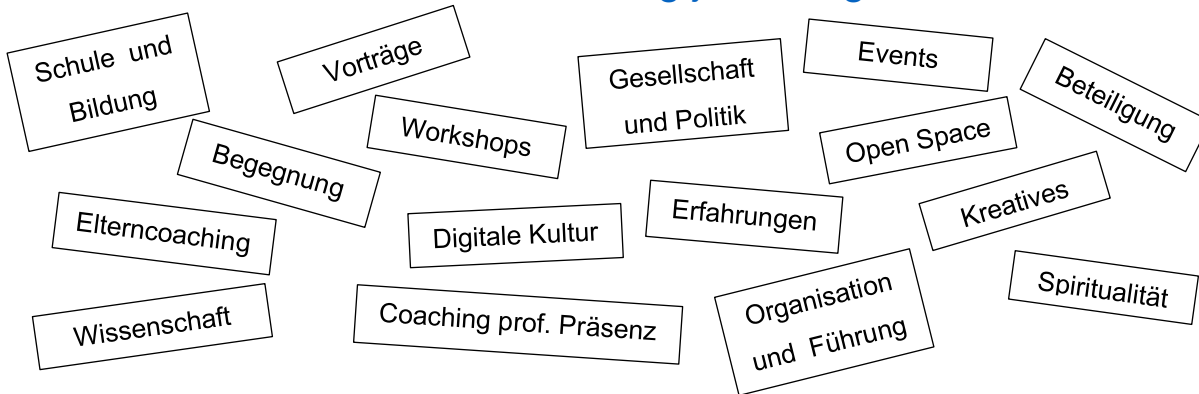 Schule und
Bildung
Vorträge
Gesellschaft
und Politik
Events
Beteiligung
Workshops
Open Space
Begegnung
Elterncoaching
Digitale Kultur
Erfahrungen
Kreatives
Wissenschaft
Coaching prof. Präsenz
Organisation
und Führung
Spiritualität